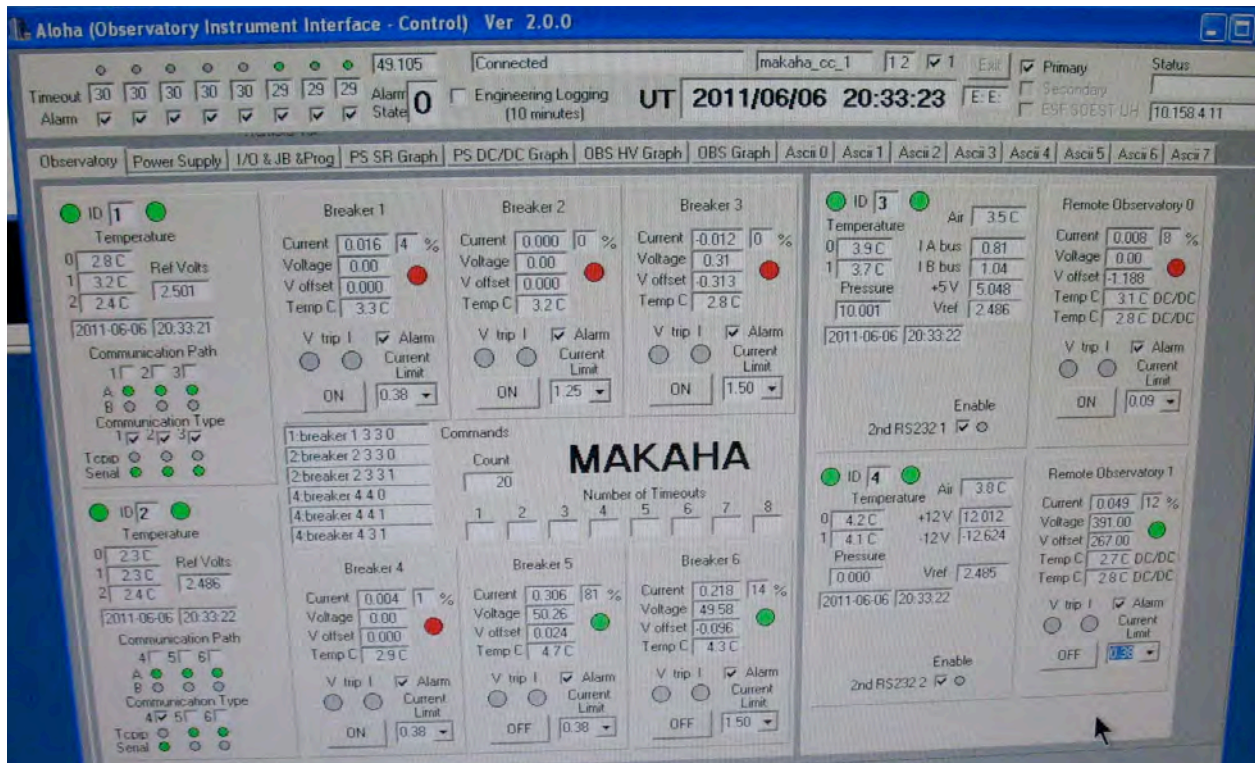 Aloha (Observatory Instrument Interface - Control) Ver 2.0.0
49.105 Connected makaha_cc_1 1 2 1 Exit Primary Status
Timeout 30 30 30 30 30 29 29 29 Alarm State 0 Engineering Logging (10 minutes) UT 2011/06/06 20:33:23 E: E: Secondary
Alarm ESF:SOEST-UH 10.158.4.11
Observatory Power Supply I/O & JB &Prog PS SR Graph PS DC/DC Graph OBS HV Graph OBS Graph Ascii 0 Ascii 1 Ascii 2 Ascii 3 Ascii 4 Ascii 5 Ascii 6 Ascii 7
ID 1
Temperature
0 2.8 C
1 3.2 C Ref Volts
2 2.4 C 2.501
2011-06-06 20:33:21
Communication Path
1 2 3
A
B
Communication Type
1 2 3
Tcpip
Serial
Breaker 1
Current 0.016 4 %
Voltage 0.00
V offset 0.000
Temp C 3.3 C
V trip I Alarm
Current Limit
ON 0.38
Breaker 2
Current 0.000 0 %
Voltage 0.00
V offset 0.000
Temp C 3.2 C
V trip I Alarm
Current Limit
ON 1.25
Breaker 3
Current -0.012 0 %
Voltage 0.31
V offset -0.313
Temp C 2.8 C
V trip I Alarm
Current Limit
ON 1.50
ID 3
Temperature Air 3.5 C
0 3.9 C I A bus 0.81
1 3.7 C I B bus 1.04
Pressure +5 V 5.048
10.001 Vref 2.486
2011-06-06 20:33:22
Enable
2nd RS232 1
Remote Observatory 0
Current 0.008 8 %
Voltage 0.00
V offset -1.188
Temp C 3.1 C DC/DC
Temp C 2.8 C DC/DC
V trip I Alarm
Current Limit
ON 0.09
1:breaker 1 3 3 0
2:breaker 2 3 3 0
2:breaker 2 3 3 1
4:breaker 4 4 0
4:breaker 4 4 1
4:breaker 4 3 1
Commands
Count
20
MAKAHA
Number of Timeouts
1 2 3 4 5 6 7 8
ID 2
Temperature
0 2.3 C
1 2.3 C Ref Volts
2 2.4 C 2.486
2011-06-06 20:33:22
Communication Path
4 5 6
A
B
Communication Type
4 5 6
Tcpip
Serial
Breaker 4
Current 0.004 1 %
Voltage 0.00
V offset 0.000
Temp C 2.9 C
V trip I Alarm
Current Limit
ON 0.38
Breaker 5
Current 0.306 81 %
Voltage 50.26
V offset 0.024
Temp C 4.7 C
V trip I Alarm
Current Limit
OFF 0.38
Breaker 6
Current 0.218 14 %
Voltage 49.58
V offset -0.096
Temp C 4.3 C
V trip I Alarm
Current Limit
OFF 1.50
ID 4
Temperature Air 3.8 C
0 4.2 C +12 V 12.012
1 4.1 C -12V -12.624
Pressure
0.000 Vref 2.485
2011-06-06 20:33:22
Enable
2nd RS232 2
Remote Observatory 1
Current 0.049 12 %
Voltage 391.00
V offset 267.00
Temp C 2.7 C DC/DC
Temp C 2.8 C DC/DC
V trip I Alarm
Current Limit
OFF 0.38